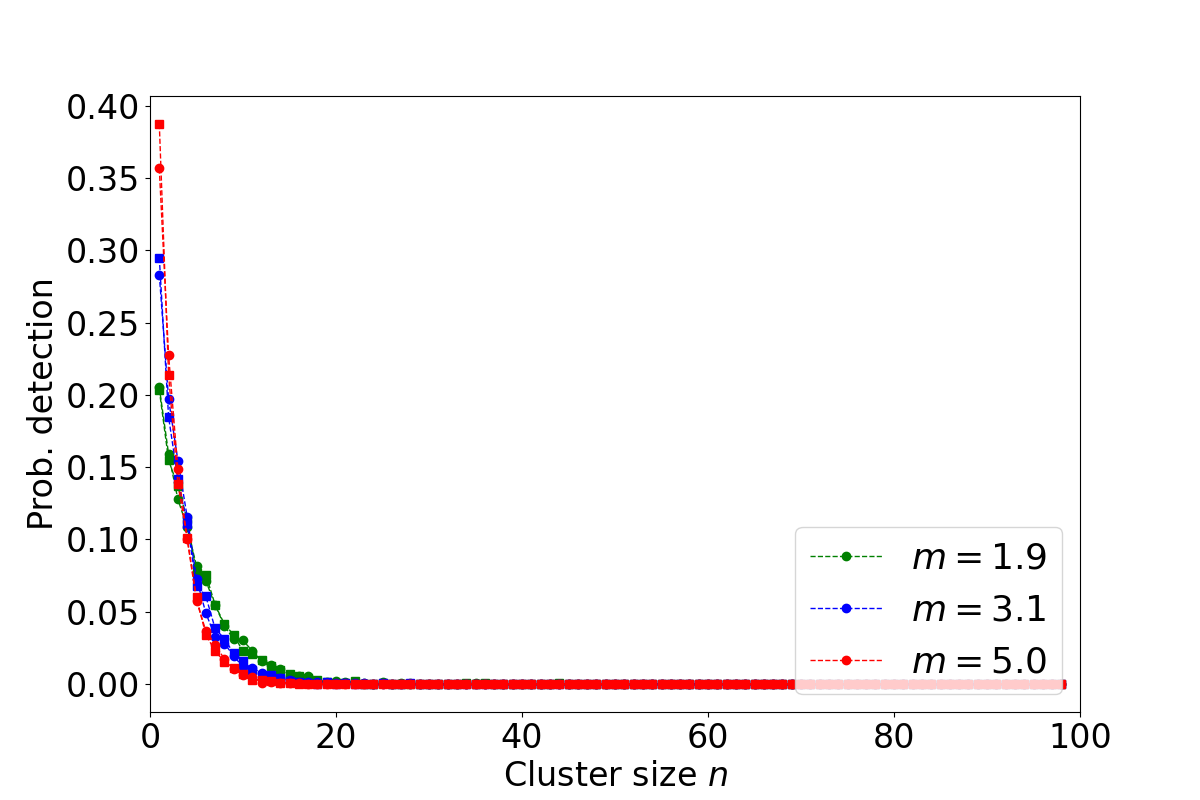 0.40
0.35
0.30
0.25
0.20
0.15
0.10
0.05
0.00
Prob. detection
m = 1.9
m = 3.1
m = 5.0
0 20 40 60 80 100
Cluster size n